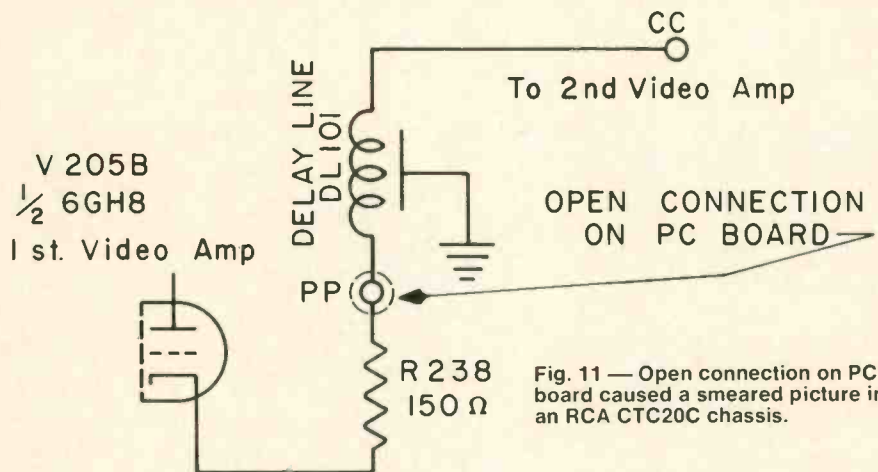 CC
To 2nd Video Amp
DELAY LINE
DL101
V 205B
1/2 6GH8
1 st. Video Amp
OPEN CONNECTION
ON PC BOARD
PP
R 238
150 Ω
Fig. 11 — Open connection on PC
board caused a smeared picture in
an RCA CTC20C chassis.